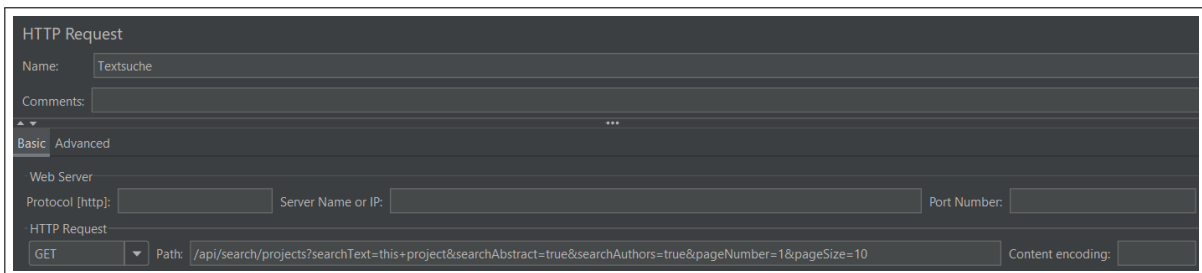 HTTP Request
Name: Textsuche
Comments:
Basic Advanced
Web Server
Protocol [http]: Server Name or IP: Port Number:
HTTP Request
GET Path: /api/search/projects?searchText=this+project&searchAbstract=true&searchAuthors=true&pageNumber=1&pageSize=10 Content encoding: